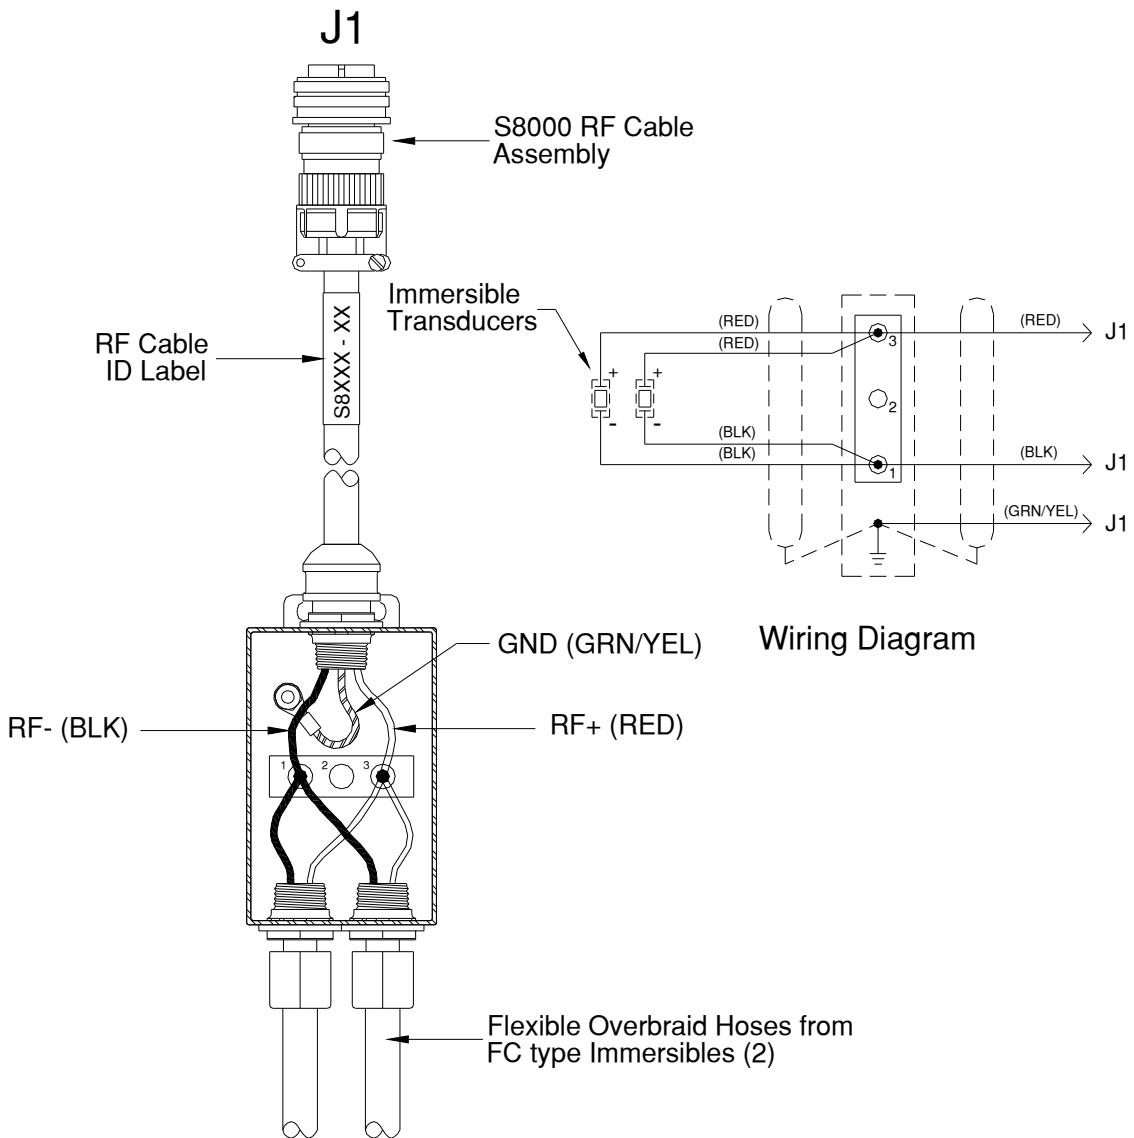 J1
S8000 RF Cable
Assembly
Immersible
Transducers
RF Cable
ID Label
S8XXX - XX
(RED)
(RED)
(RED)
J1
3
+
+
2
-
-
(BLK)
(BLK)
(BLK)
J1
1
(GRN/YEL)
J1
Wiring Diagram
GND (GRN/YEL)
RF- (BLK)
RF+ (RED)
1
2
3
Flexible Overbraid Hoses from
FC type Immersibles (2)